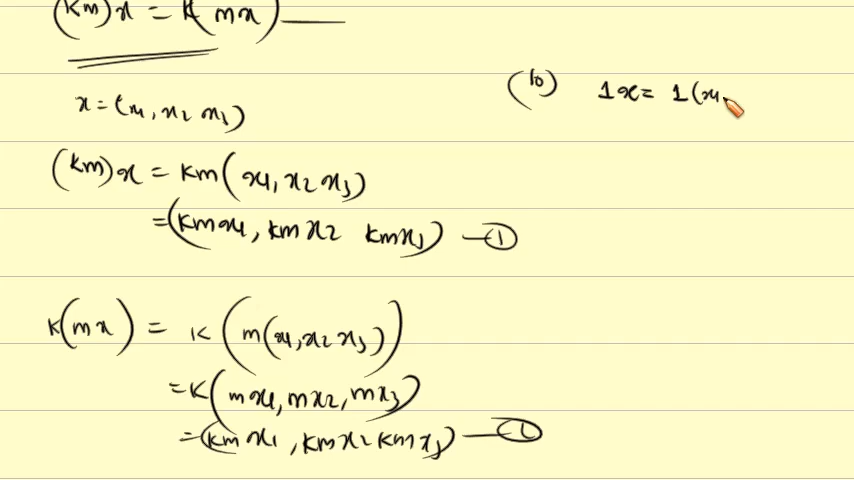 (km)x = k(mx)
x = (x1, x2 x3)
(km)x = km(x1, x2 x3)
=(kmx1, kmx2 kmx3) —①
k(mx) = k(m(x1, x2 x3))
=k(mx1, mx2, mx3)
=(kmx1, kmx2 kmx3) —②
(10) 1x = 1(x1